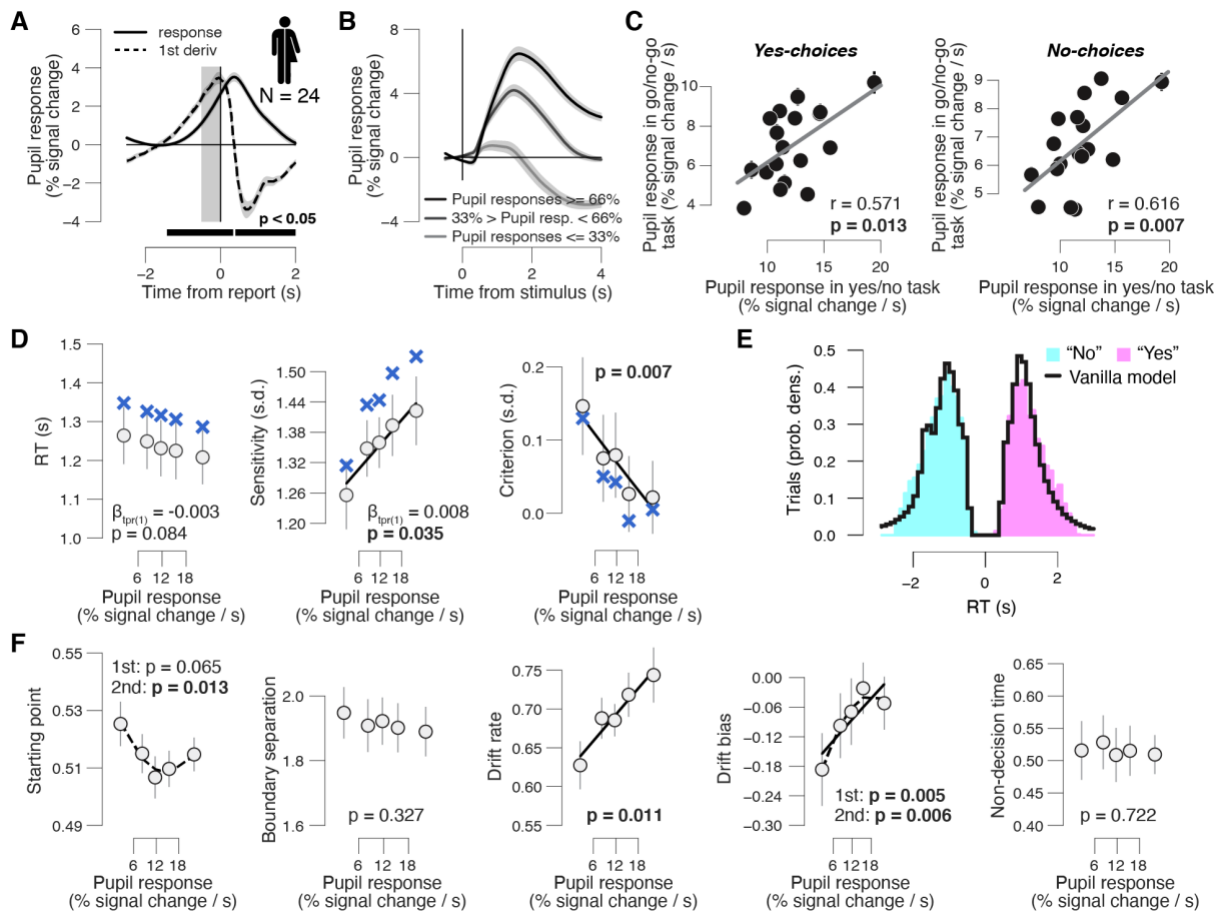 A
Pupil response
(% signal change)
6
4
2
0
−2
−4
response
1st deriv
N = 24
p < 0.05
−2
0
2
Time from report (s)
B
Pupil response
(% signal change)
8
4
0
−4
Pupil responses >= 66%
33% > Pupil resp. < 66%
Pupil responses <= 33%
0
2
4
Time from stimulus (s)
C
Yes-choices
Pupil response in go/no-go
task (% signal change / s)
10
8
6
4
r = 0.571
p = 0.013
10
15
20
Pupil response in yes/no task
(% signal change / s)
No-choices
Pupil response in go/no-go
task (% signal change / s)
9
8
7
6
5
r = 0.616
p = 0.007
10
15
20
Pupil response in yes/no task
(% signal change / s)
D
RT (s)
1.5
1.4
1.3
1.2
1.1
1.0
βtpr(1) = -0.003
p = 0.084
6
12
18
Pupil response
(% signal change / s)
Sensitivity (s.d.)
1.50
1.44
1.38
1.32
1.26
1.20
βtpr(1) = 0.008
p = 0.035
6
12
18
Pupil response
(% signal change / s)
Criterion (s.d.)
0.2
0.1
0.0
p = 0.007
6
12
18
Pupil response
(% signal change / s)
E
Trials (prob. dens.)
0.5
0.4
0.3
0.2
0.1
0.0
“No”
“Yes”
Vanilla model
−2
0
2
RT (s)
F
Starting point
0.55
0.53
0.51
0.49
1st: p = 0.065
2nd: p = 0.013
6
12
18
Pupil response
(% signal change / s)
Boundary separation
2.0
1.8
1.6
p = 0.327
6
12
18
Pupil response
(% signal change / s)
Drift rate
0.75
0.70
0.65
0.60
0.55
p = 0.011
6
12
18
Pupil response
(% signal change / s)
Drift bias
0.00
−0.06
−0.12
−0.18
−0.24
−0.30
1st: p = 0.005
2nd: p = 0.006
6
12
18
Pupil response
(% signal change / s)
Non-decision time
0.65
0.60
0.55
0.50
0.45
0.40
p = 0.722
6
12
18
Pupil response
(% signal change / s)